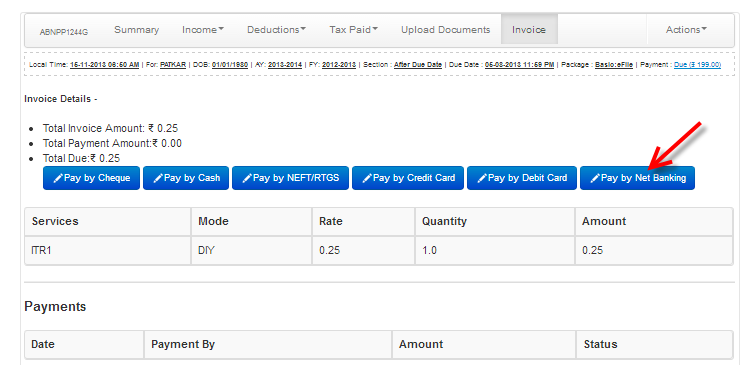 ABNPP1244G Summary Income Deductions Tax Paid Upload Documents Invoice Actions
Local Time: 15-11-2013 06:50 AM | For: PATKAR | DOB: 01/01/1980 | AY: 2013-2014 | FY: 2012-2013 | Section : After Due Date | Due Date : 05-08-2013 11:59 PM | Package : Basic:eFile | Payment : Due (₹ 199.00)
Invoice Details -
Total Invoice Amount: ₹ 0.25
Total Payment Amount:₹ 0.00
Total Due:₹ 0.25
Pay by Cheque Pay by Cash Pay by NEFT/RTGS Pay by Credit Card Pay by Debit Card Pay by Net Banking
Services Mode Rate Quantity Amount
ITR1 DIY 0.25 1.0 0.25
Payments
Date Payment By Amount Status